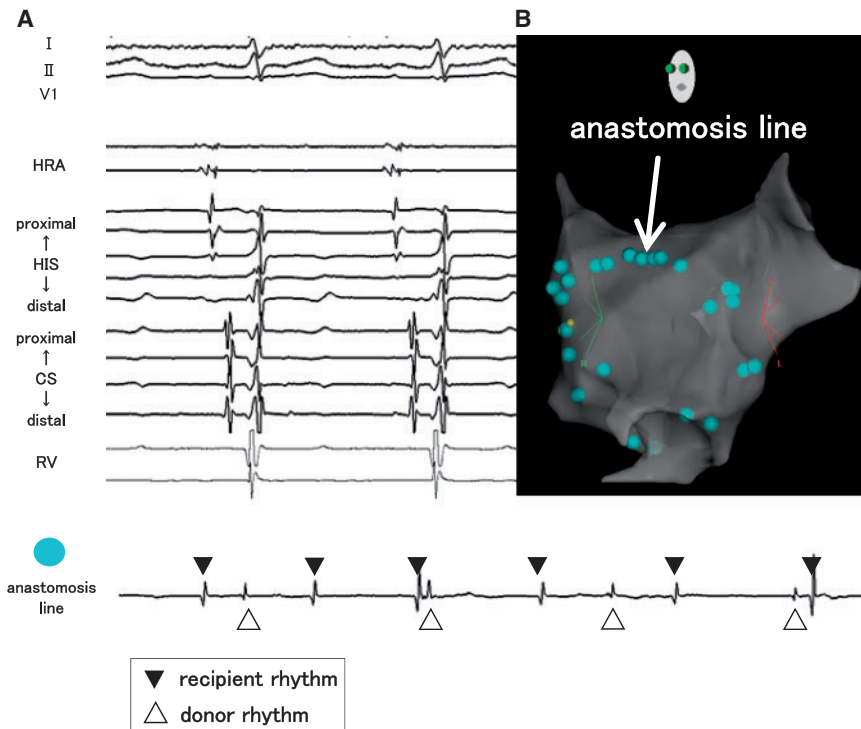 A
B
I
II
V1
HRA
proximal
↑
HIS
↓
distal
proximal
↑
CS
↓
distal
RV
anastomosis line
R
L
anastomosis
line
▼ recipient rhythm
△ donor rhythm